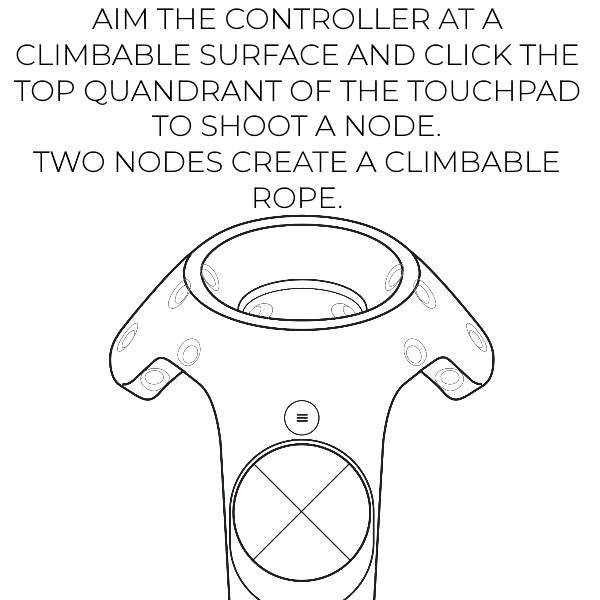 AIM THE CONTROLLER AT A
CLIMBABLE SURFACE AND CLICK THE
TOP QUANDRANT OF THE TOUCHPAD
TO SHOOT A NODE.
TWO NODES CREATE A CLIMBABLE
ROPE.